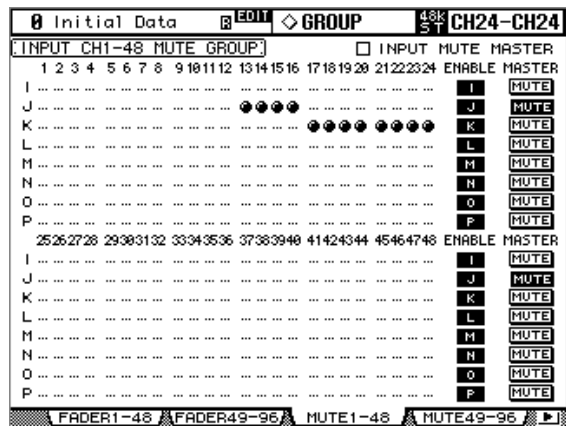 0 Initial Data EDIT ◇GROUP 48K ST CH24-CH24
INPUT CH1-48 MUTE GROUP □ INPUT MUTE MASTER
1 2 3 4 5 6 7 8 9 10 11 12 13 14 15 16 17 18 19 20 21 22 23 24 ENABLE MASTER
I I MUTE
J J MUTE
K K MUTE
L L MUTE
M M MUTE
N N MUTE
O O MUTE
P P MUTE
25 26 27 28 29 30 31 32 33 34 35 36 37 38 39 40 41 42 43 44 45 46 47 48 ENABLE MASTER
I I MUTE
J J MUTE
K K MUTE
L L MUTE
M M MUTE
N N MUTE
O O MUTE
P P MUTE
FADER1-48 FADER49-96 MUTE1-48 MUTE49-96